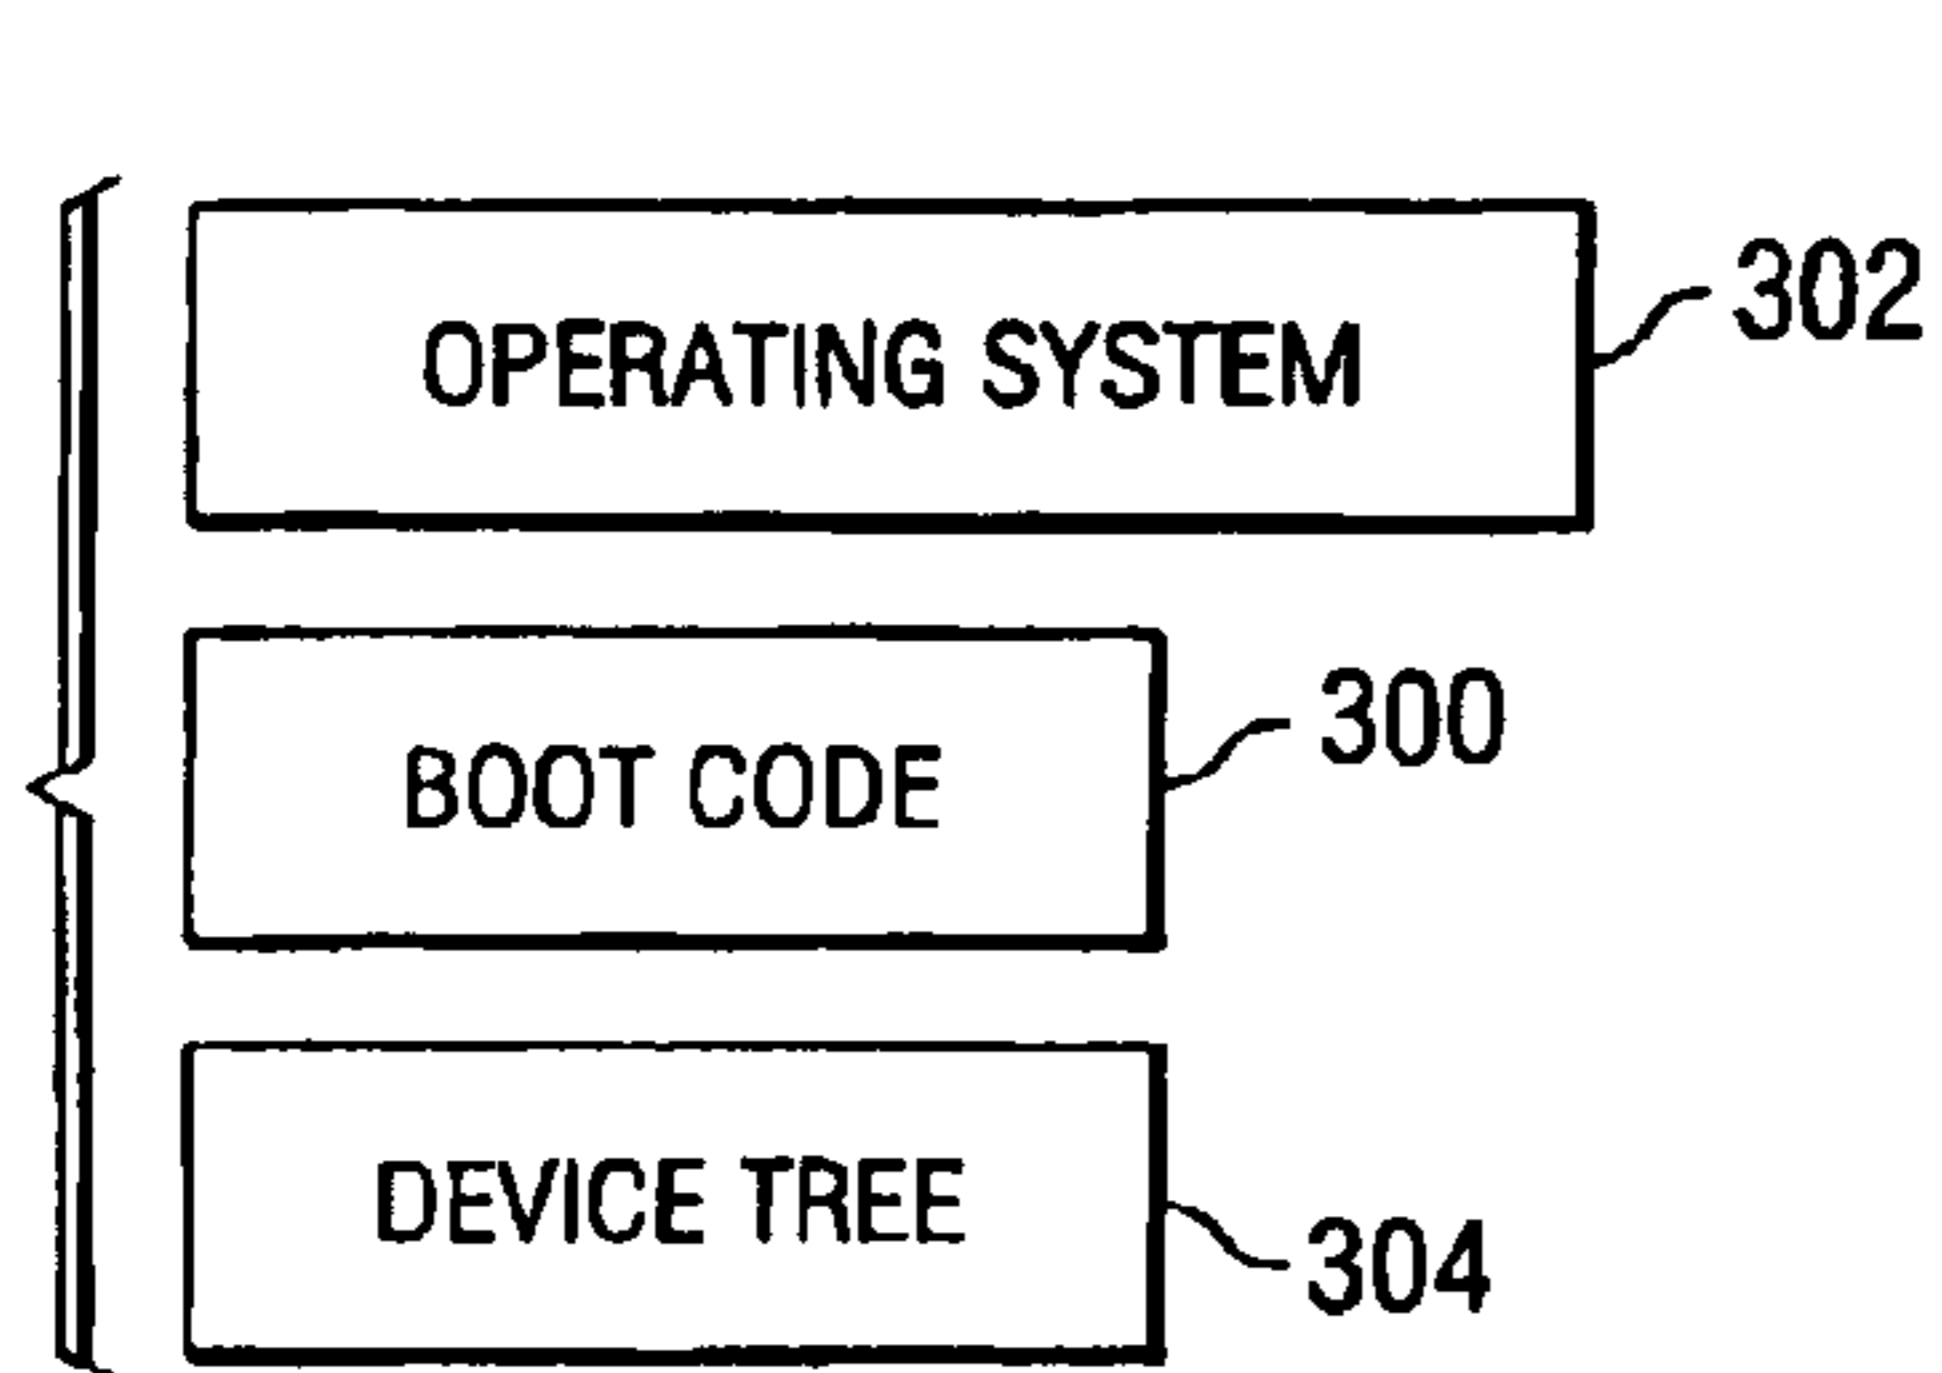 OPERATING SYSTEM
302
BOOT CODE
300
DEVICE TREE
304